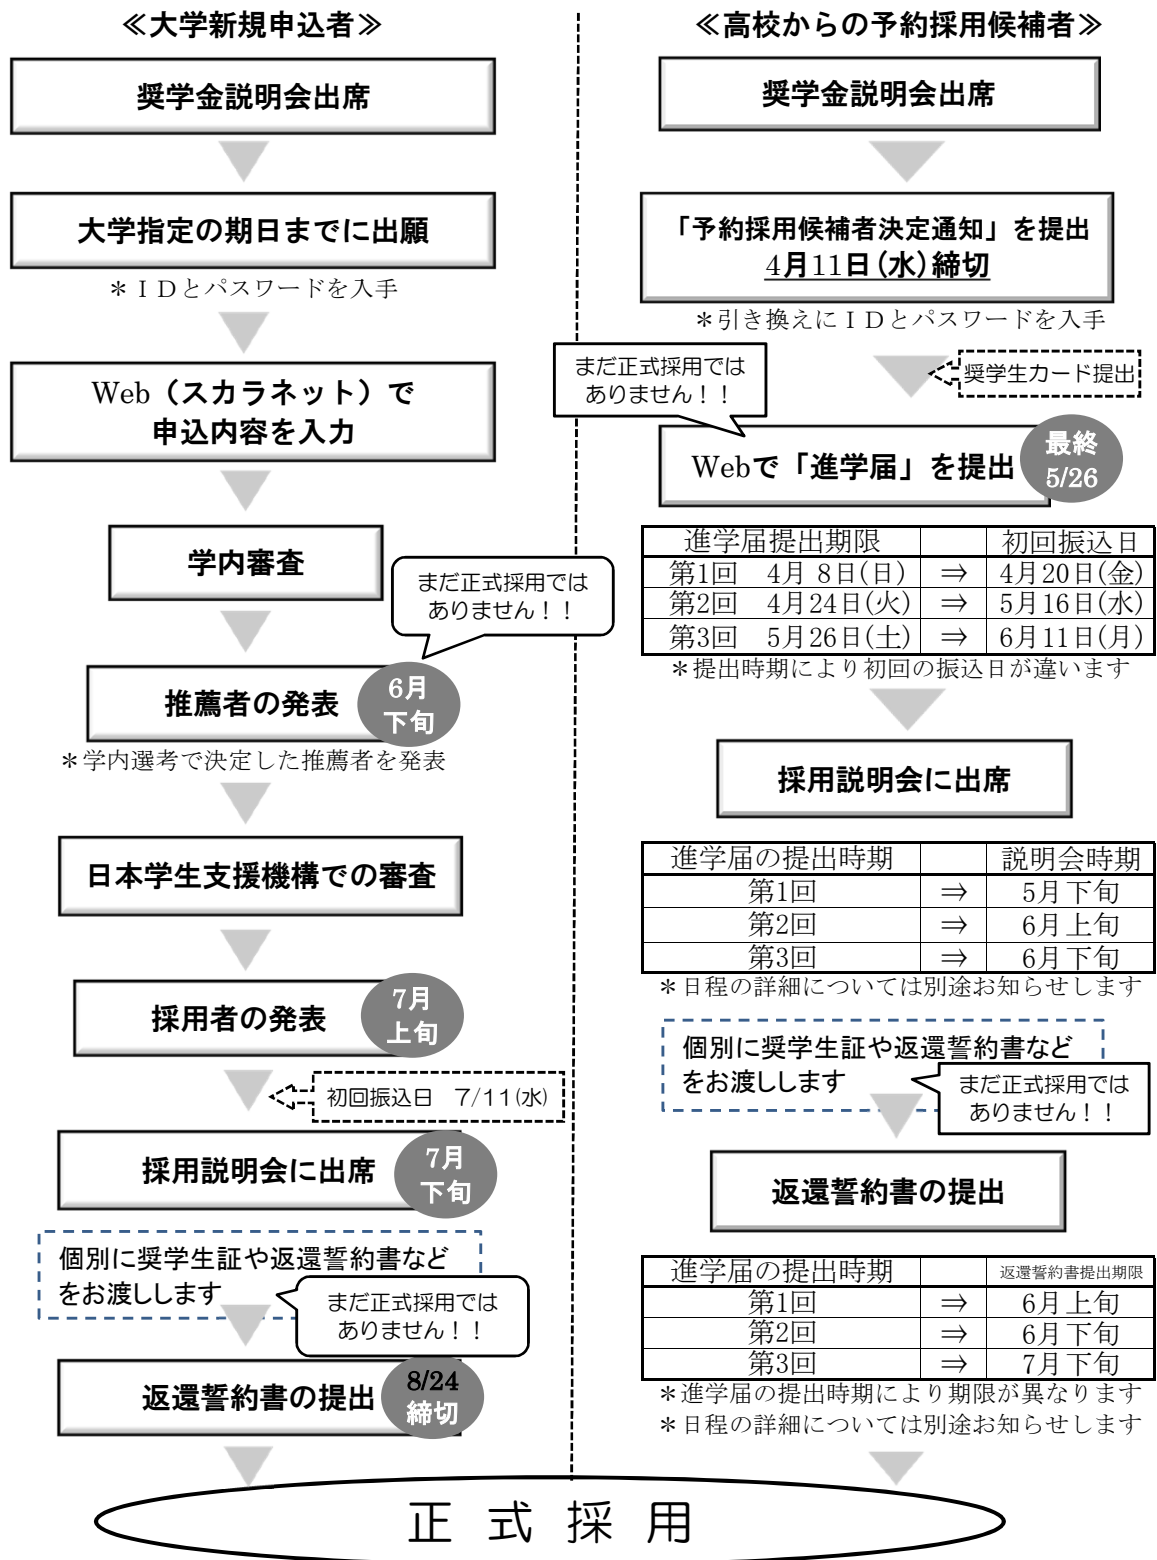 ≪大学新規申込者≫
奨学金説明会出席
大学指定の期日までに出願
＊ＩＤとパスワードを入手
Web（スカラネット）で
申込内容を入力
学内審査
まだ正式採用では
ありません！！
推薦者の発表
6月
下旬
＊学内選考で決定した推薦者を発表
日本学生支援機構での審査
採用者の発表
7月
上旬
初回振込日　7/11(水)
採用説明会に出席
7月
下旬
個別に奨学生証や返還誓約書など
をお渡しします
まだ正式採用では
ありません！！
返還誓約書の提出
8/24
締切
≪高校からの予約採用候補者≫
奨学金説明会出席
「予約採用候補者決定通知」を提出
4月11日(水)締切
＊引き換えにＩＤとパスワードを入手
まだ正式採用では
ありません！！
奨学生カード提出
Webで「進学届」を提出
最終
5/26
進学届提出期限　初回振込日
第1回　4月 8日(日)　⇒　4月20日(金)
第2回　4月24日(火)　⇒　5月16日(水)
第3回　5月26日(土)　⇒　6月11日(月)
＊提出時期により初回の振込日が違います
採用説明会に出席
進学届の提出時期　説明会時期
第1回　⇒　5月下旬
第2回　⇒　6月上旬
第3回　⇒　6月下旬
＊日程の詳細については別途お知らせします
個別に奨学生証や返還誓約書など
をお渡しします
まだ正式採用では
ありません！！
返還誓約書の提出
進学届の提出時期　返還誓約書提出期限
第1回　⇒　6月上旬
第2回　⇒　6月下旬
第3回　⇒　7月下旬
＊進学届の提出時期により期限が異なります
＊日程の詳細については別途お知らせします
正式採用